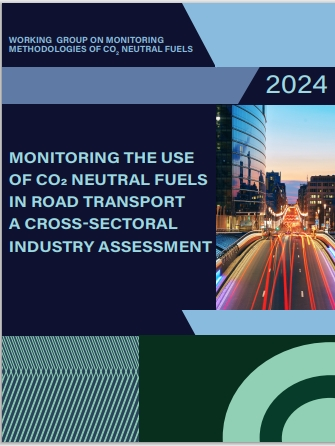 WORKING GROUP ON MONITORING
METHODOLOGIES OF CO₂ NEUTRAL FUELS
2024
MONITORING THE USE
OF CO₂ NEUTRAL FUELS
IN ROAD TRANSPORT
A CROSS-SECTORAL
INDUSTRY ASSESSMENT